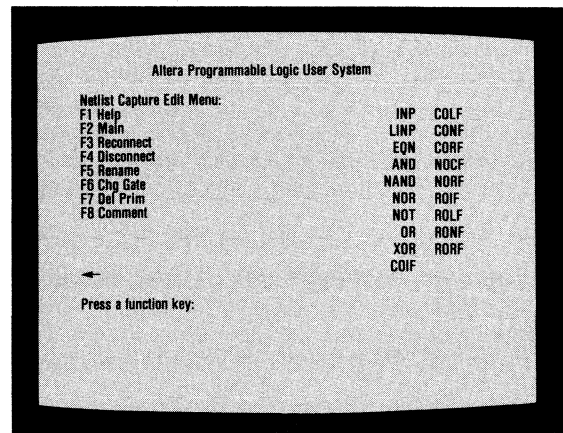 Altera Programmable Logic User System
Netlist Capture Edit Menu:
F1 Help
F2 Main
F3 Reconnect
F4 Disconnect
F5 Rename
F6 Chg Gate
F7 Del Prim
F8 Comment
INP COLF
LINP CONF
EQN CORF
AND NOCF
NAND NORF
NOR ROIF
NOT ROLF
OR RONF
XOR RORF
COIF
Press a function key: